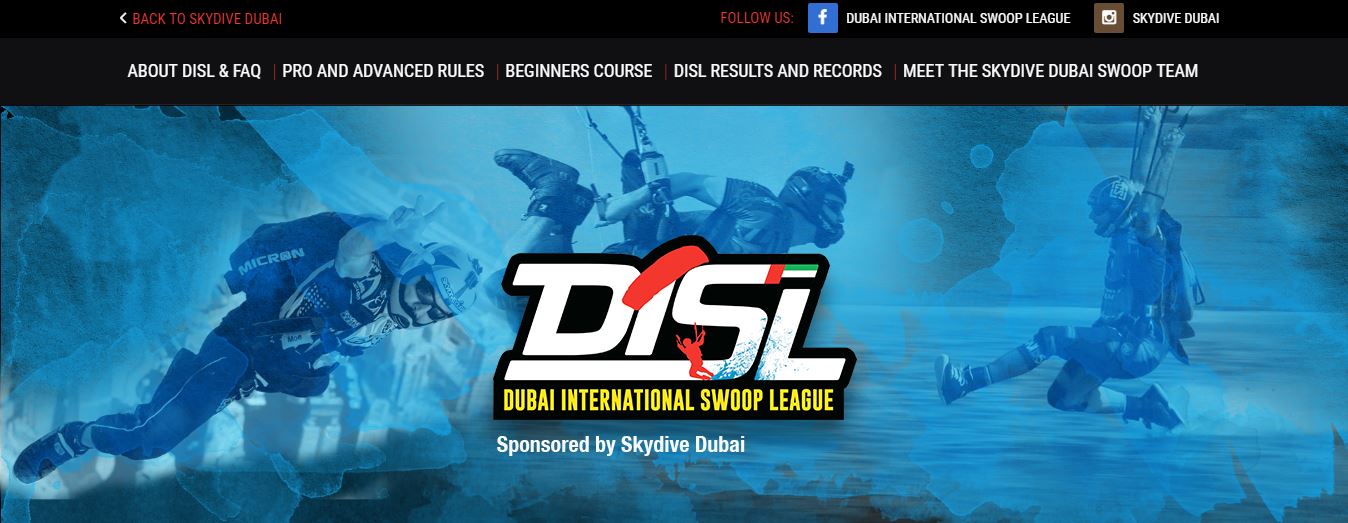 BACK TO SKYDIVE DUBAI
FOLLOW US: DUBAI INTERNATIONAL SWOOP LEAGUE SKYDIVE DUBAI
ABOUT DISL & FAQ | PRO AND ADVANCED RULES | BEGINNERS COURSE | DISL RESULTS AND RECORDS | MEET THE SKYDIVE DUBAI SWOOP TEAM
MICRON
Moe
DISL
DUBAI INTERNATIONAL SWOOP LEAGUE
Sponsored by Skydive Dubai